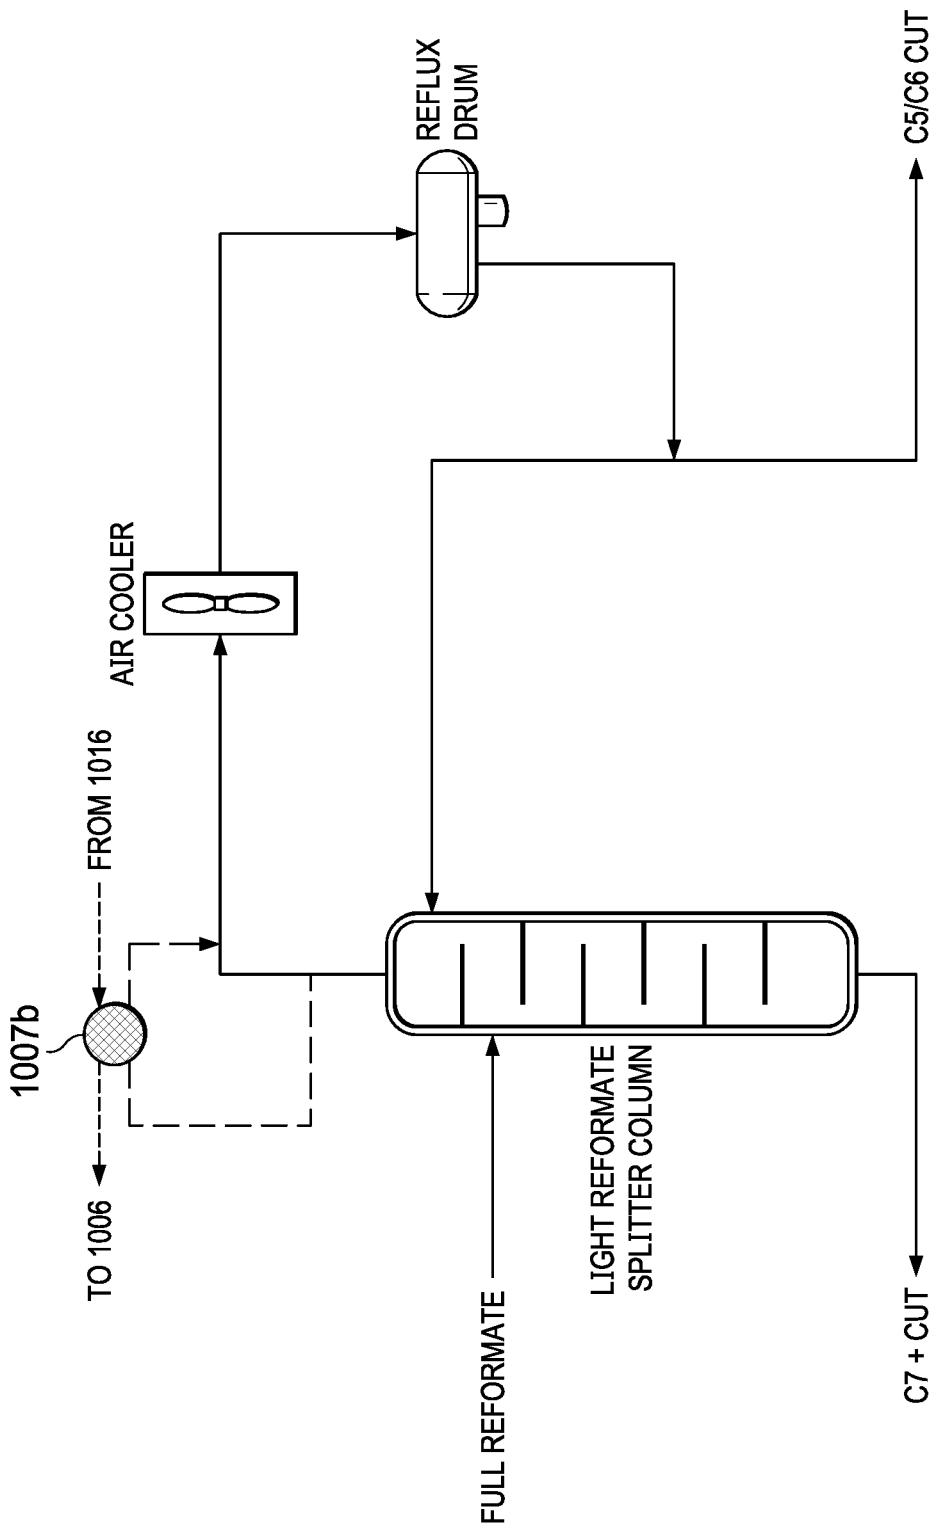 1007b
TO 1006
FROM 1016
AIR COOLER
REFLUX
DRUM
FULL REFORMATE
LIGHT REFORMATE
SPLITTER COLUMN
C7 + CUT
C5/C6 CUT